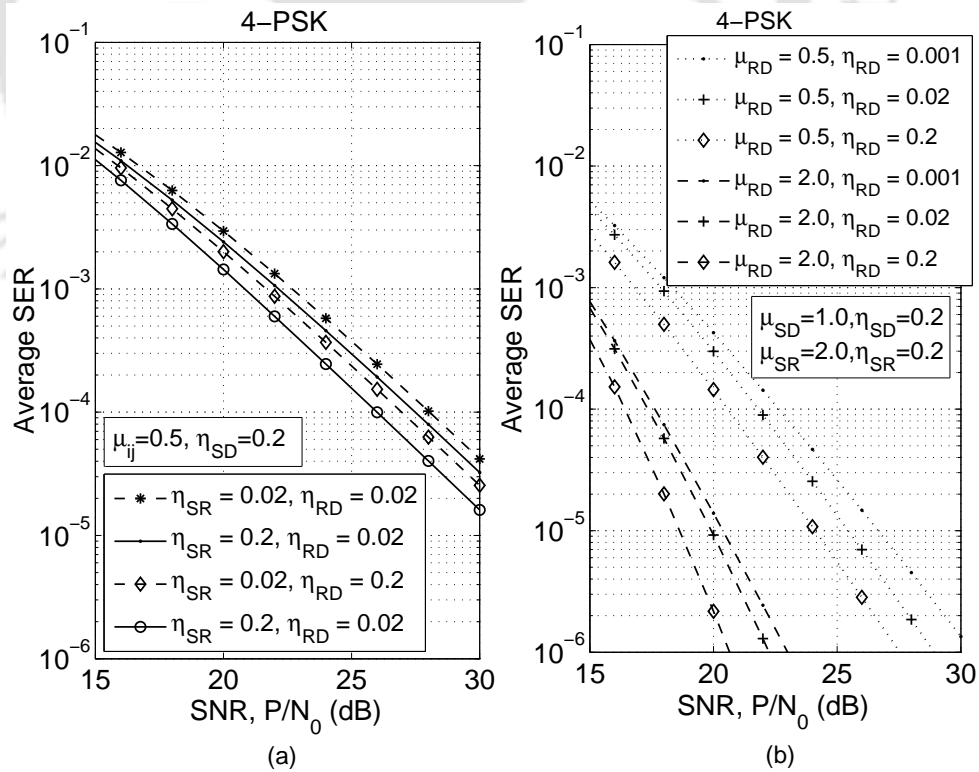 4−PSK
10^−1
10^−2
10^−3
10^−4
10^−5
10^−6
Average SER
μ_ij=0.5, η_SD=0.2
η_SR = 0.02, η_RD = 0.02
η_SR = 0.2, η_RD = 0.02
η_SR = 0.02, η_RD = 0.2
η_SR = 0.2, η_RD = 0.02
15 20 25 30
SNR, P/N_0 (dB)
(a)
4−PSK
10^−1
10^−2
10^−3
10^−4
10^−5
10^−6
Average SER
μ_RD = 0.5, η_RD = 0.001
μ_RD = 0.5, η_RD = 0.02
μ_RD = 0.5, η_RD = 0.2
μ_RD = 2.0, η_RD = 0.001
μ_RD = 2.0, η_RD = 0.02
μ_RD = 2.0, η_RD = 0.2
μ_SD=1.0,η_SD=0.2
μ_SR=2.0,η_SR=0.2
15 20 25 30
SNR, P/N_0 (dB)
(b)